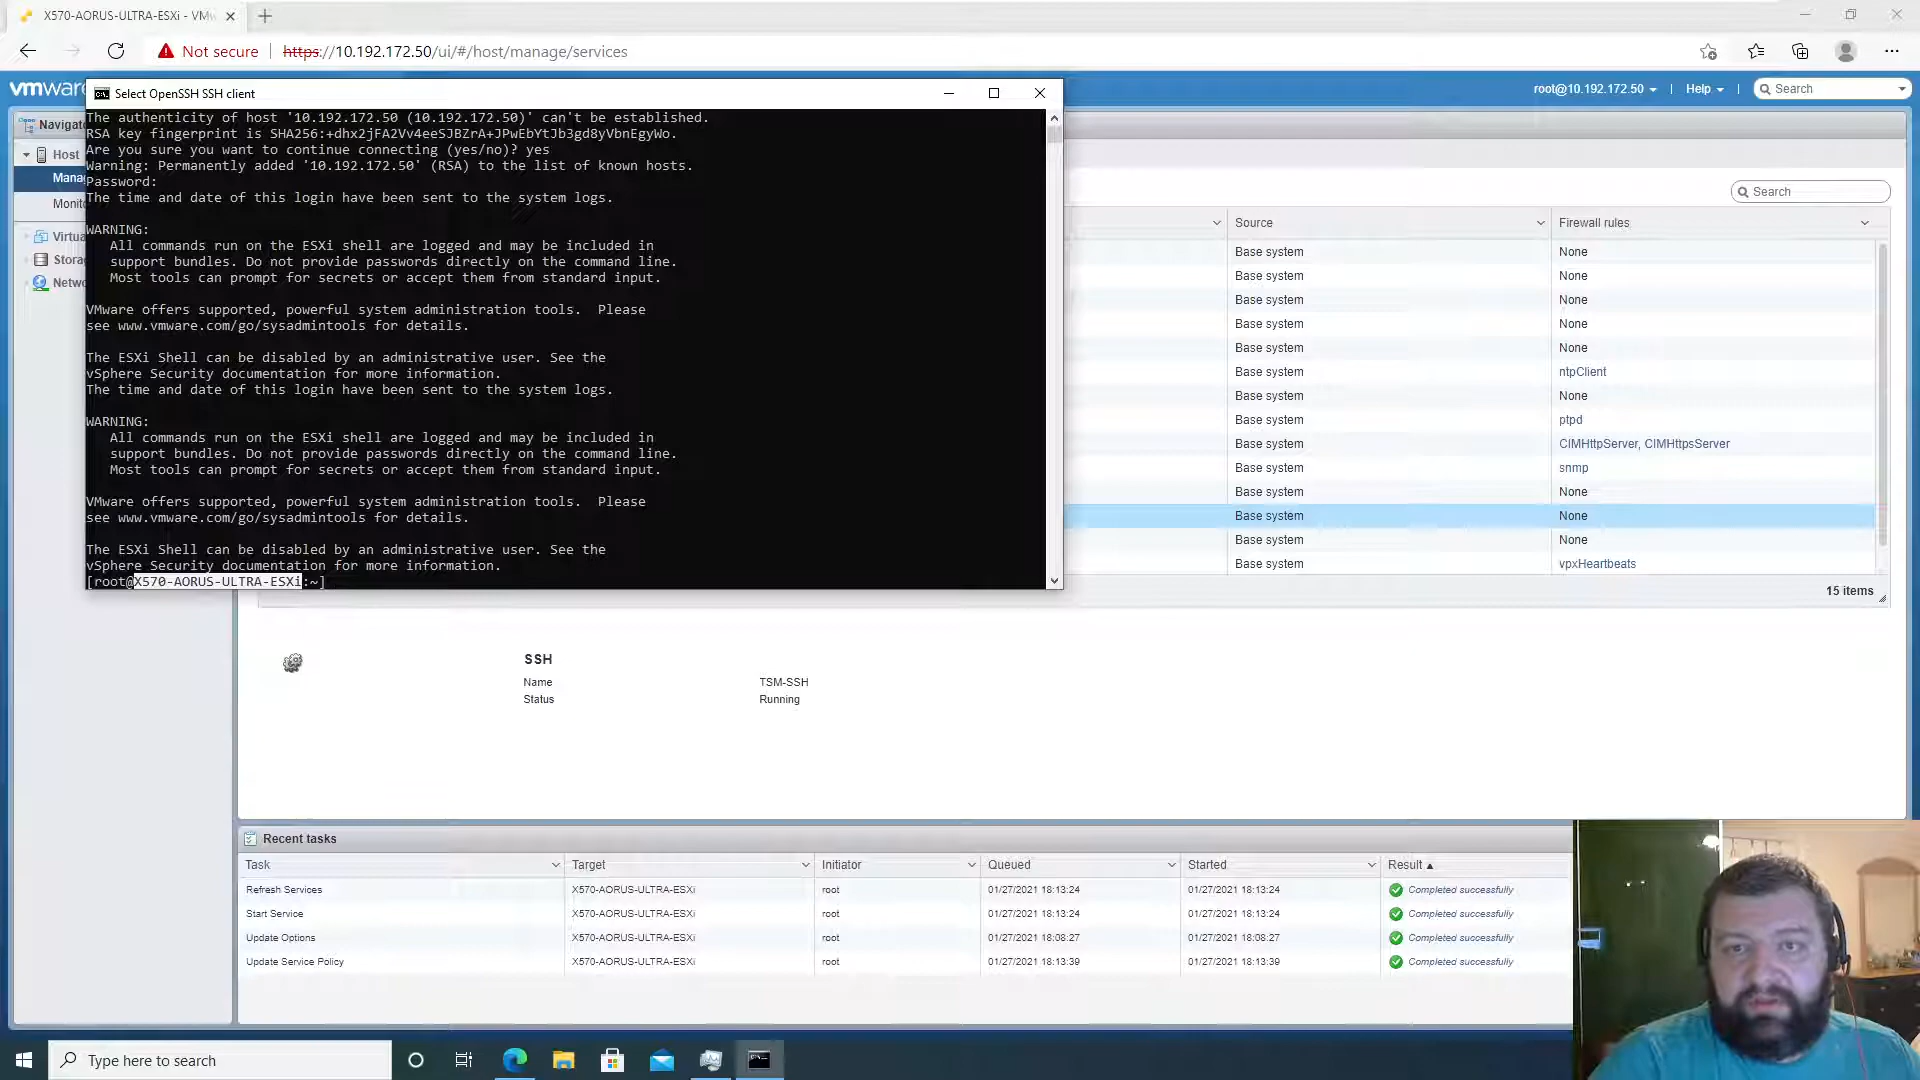 X570-AORUS-ULTRA-ESXi - VMw
Not secure
https://10.192.172.50/ui/#/host/manage/services
vmware
root@10.192.172.50
Help
Search
Select OpenSSH SSH client
Navigato
Host
Mana
Monito
Virtua
Storag
Netwo
The authenticity of host '10.192.172.50 (10.192.172.50)' can't be established.
RSA key fingerprint is SHA256:+dhx2jFA2Vv4eeSJBZrA+JPwEbYtJb3gd8yVbnEgyWo.
Are you sure you want to continue connecting (yes/no)? yes
Warning: Permanently added '10.192.172.50' (RSA) to the list of known hosts.
Password:
The time and date of this login have been sent to the system logs.
WARNING:
All commands run on the ESXi shell are logged and may be included in
support bundles. Do not provide passwords directly on the command line.
Most tools can prompt for secrets or accept them from standard input.
VMware offers supported, powerful system administration tools.  Please
see www.vmware.com/go/sysadmintools for details.
The ESXi Shell can be disabled by an administrative user. See the
vSphere Security documentation for more information.
The time and date of this login have been sent to the system logs.
WARNING:
All commands run on the ESXi shell are logged and may be included in
support bundles. Do not provide passwords directly on the command line.
Most tools can prompt for secrets or accept them from standard input.
VMware offers supported, powerful system administration tools.  Please
see www.vmware.com/go/sysadmintools for details.
The ESXi Shell can be disabled by an administrative user. See the
vSphere Security documentation for more information.
[root@X570-AORUS-ULTRA-ESXi:~]
Search
Source Firewall rules
Base system None
Base system None
Base system None
Base system None
Base system None
Base system ntpClient
Base system None
Base system ptpd
Base system CIMHttpServer, CIMHttpsServer
Base system snmp
Base system None
Base system None
Base system None
Base system vpxHeartbeats
15 items
SSH
Name TSM-SSH
Status Running
Recent tasks
Task Target Initiator Queued Started Result
Refresh Services X570-AORUS-ULTRA-ESXi root 01/27/2021 18:13:24 01/27/2021 18:13:24 Completed successfully
Start Service X570-AORUS-ULTRA-ESXi root 01/27/2021 18:13:24 01/27/2021 18:13:24 Completed successfully
Update Options X570-AORUS-ULTRA-ESXi root 01/27/2021 18:08:27 01/27/2021 18:08:27 Completed successfully
Update Service Policy X570-AORUS-ULTRA-ESXi root 01/27/2021 18:13:39 01/27/2021 18:13:39 Completed successfully
Type here to search